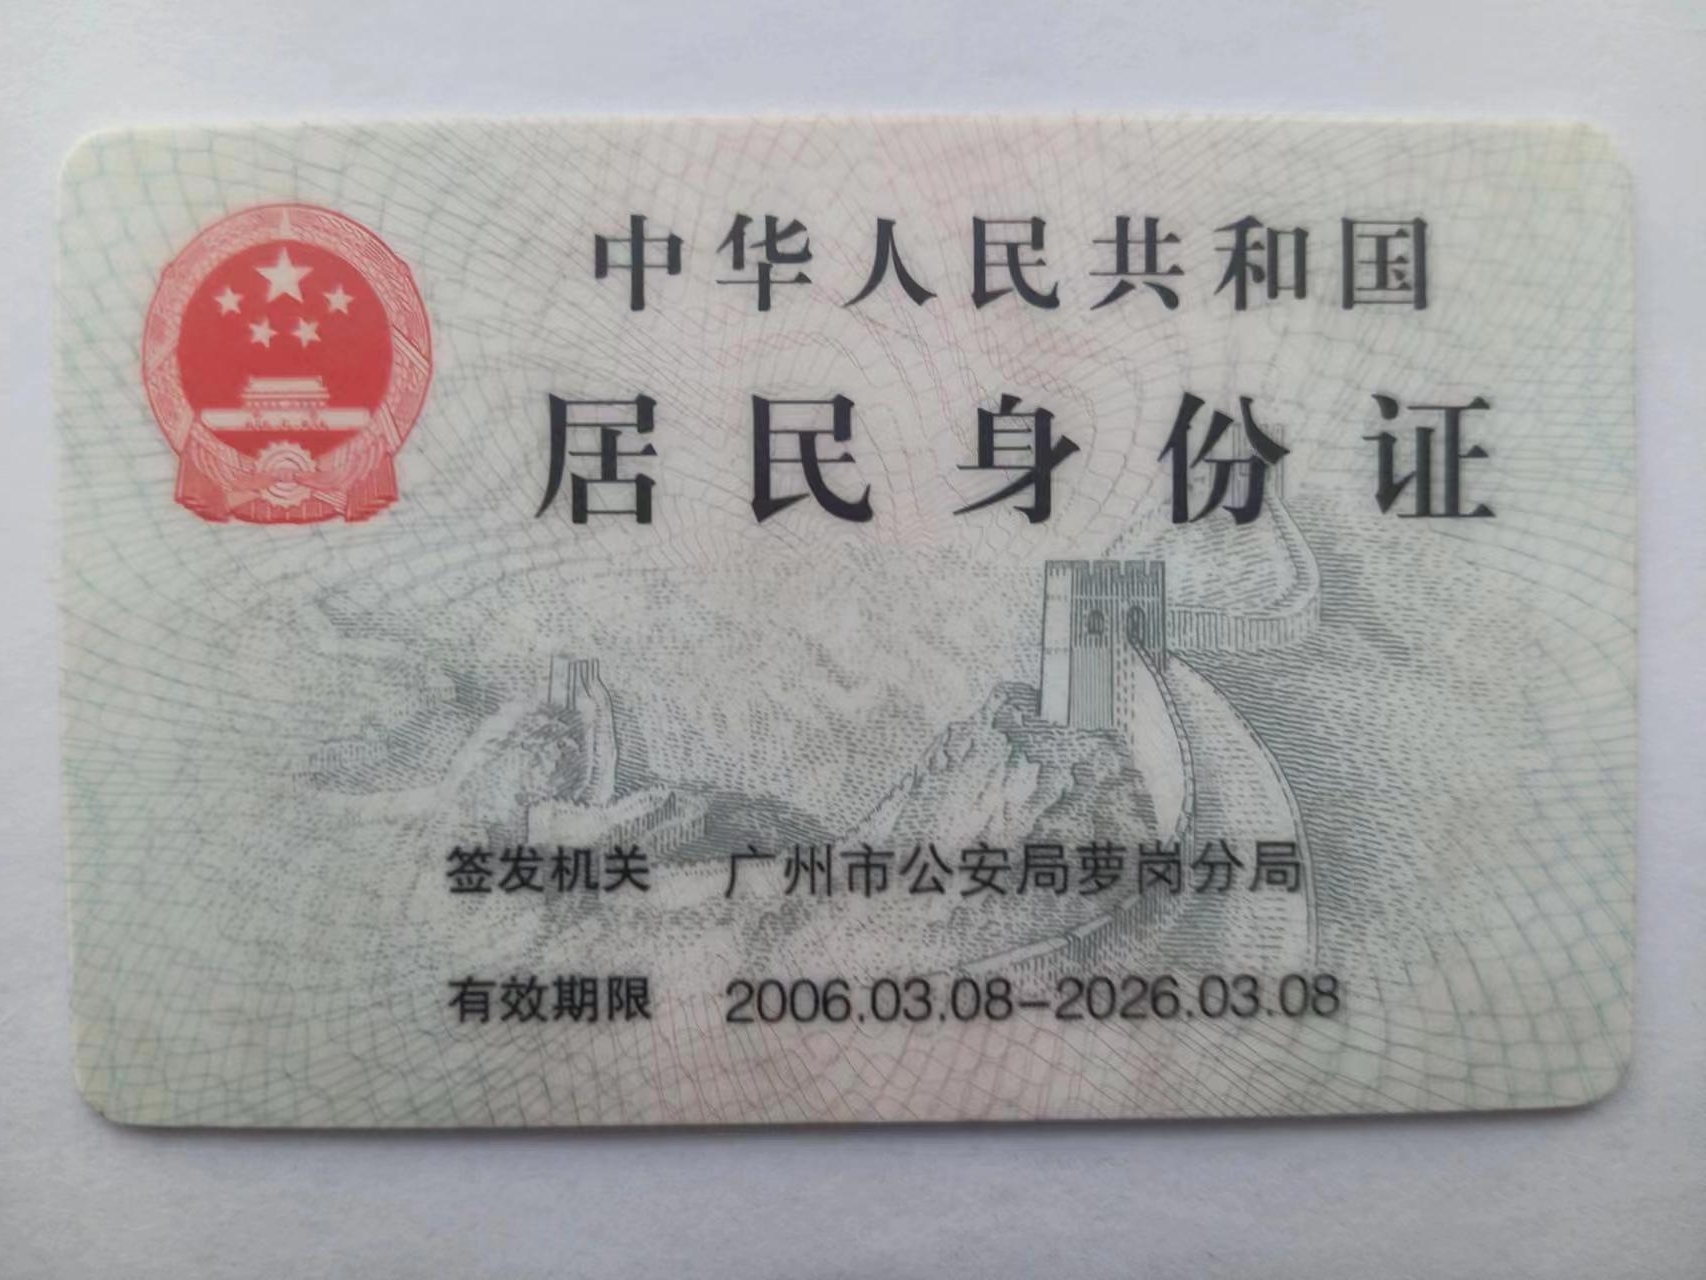 中华人民共和国
居民身份证
签发机关 广州市公安局萝岗分局
有效期限 2006.03.08-2026.03.08